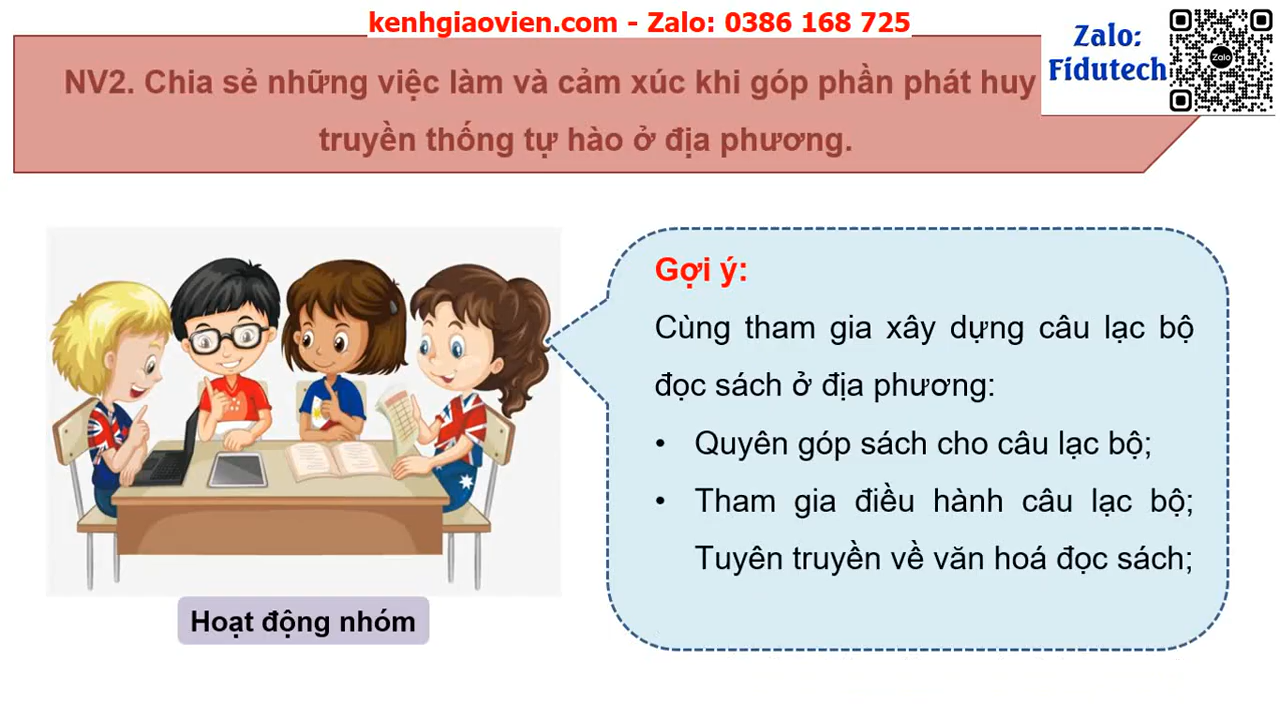 kenhgiaovien.com - Zalo: 0386 168 725
Zalo:
Fidutech
Zalo
NV2. Chia sẻ những việc làm và cảm xúc khi góp phần phát huy
truyền thống tự hào ở địa phương.
Gợi ý:
Cùng tham gia xây dựng câu lạc bộ
đọc sách ở địa phương:
• Quyên góp sách cho câu lạc bộ;
• Tham gia điều hành câu lạc bộ;
Tuyên truyền về văn hoá đọc sách;
Hoạt động nhóm